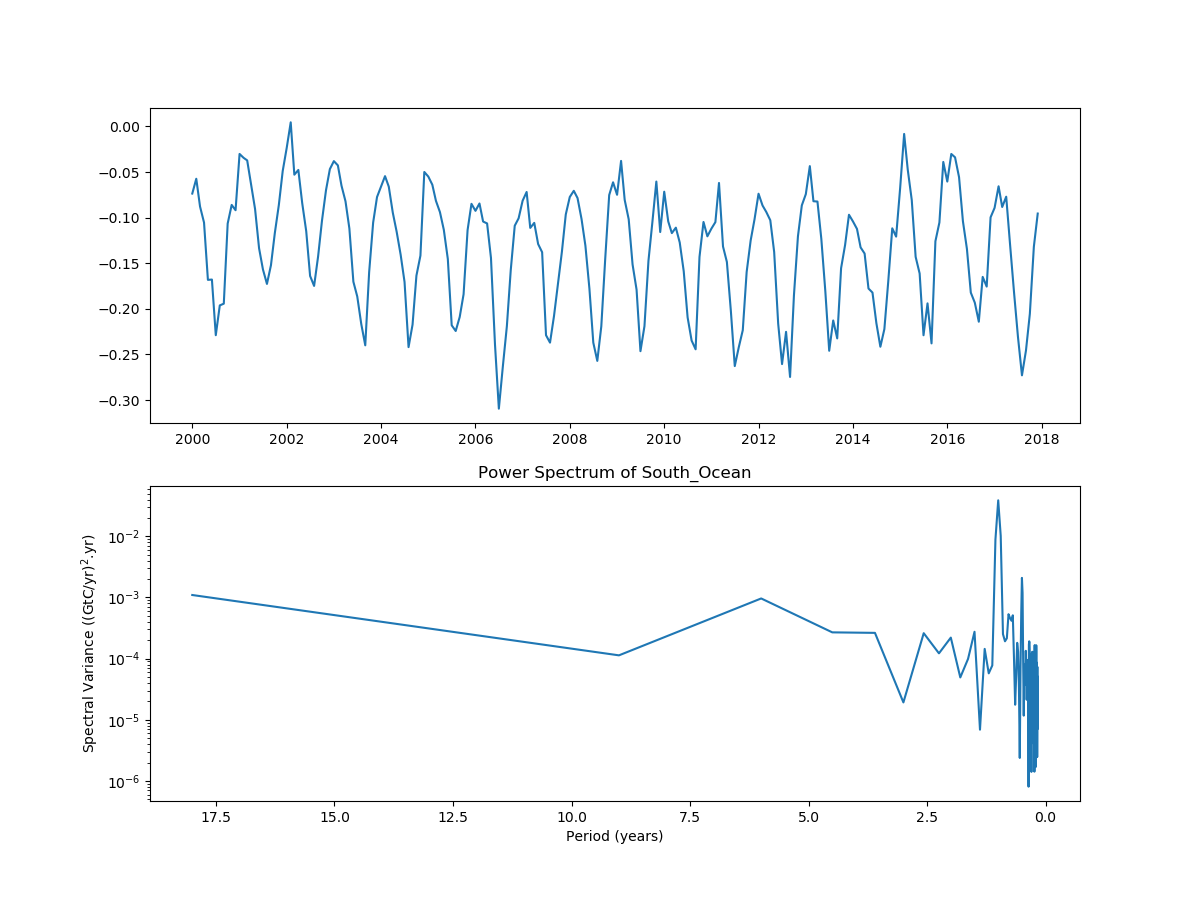 0.00
−0.05
−0.10
−0.15
−0.20
−0.25
−0.30
2000 2002 2004 2006 2008 2010 2012 2014 2016 2018
Power Spectrum of South_Ocean
Spectral Variance ((GtC/yr)².yr)
10⁻²
10⁻³
10⁻⁴
10⁻⁵
10⁻⁶
17.5 15.0 12.5 10.0 7.5 5.0 2.5 0.0
Period (years)